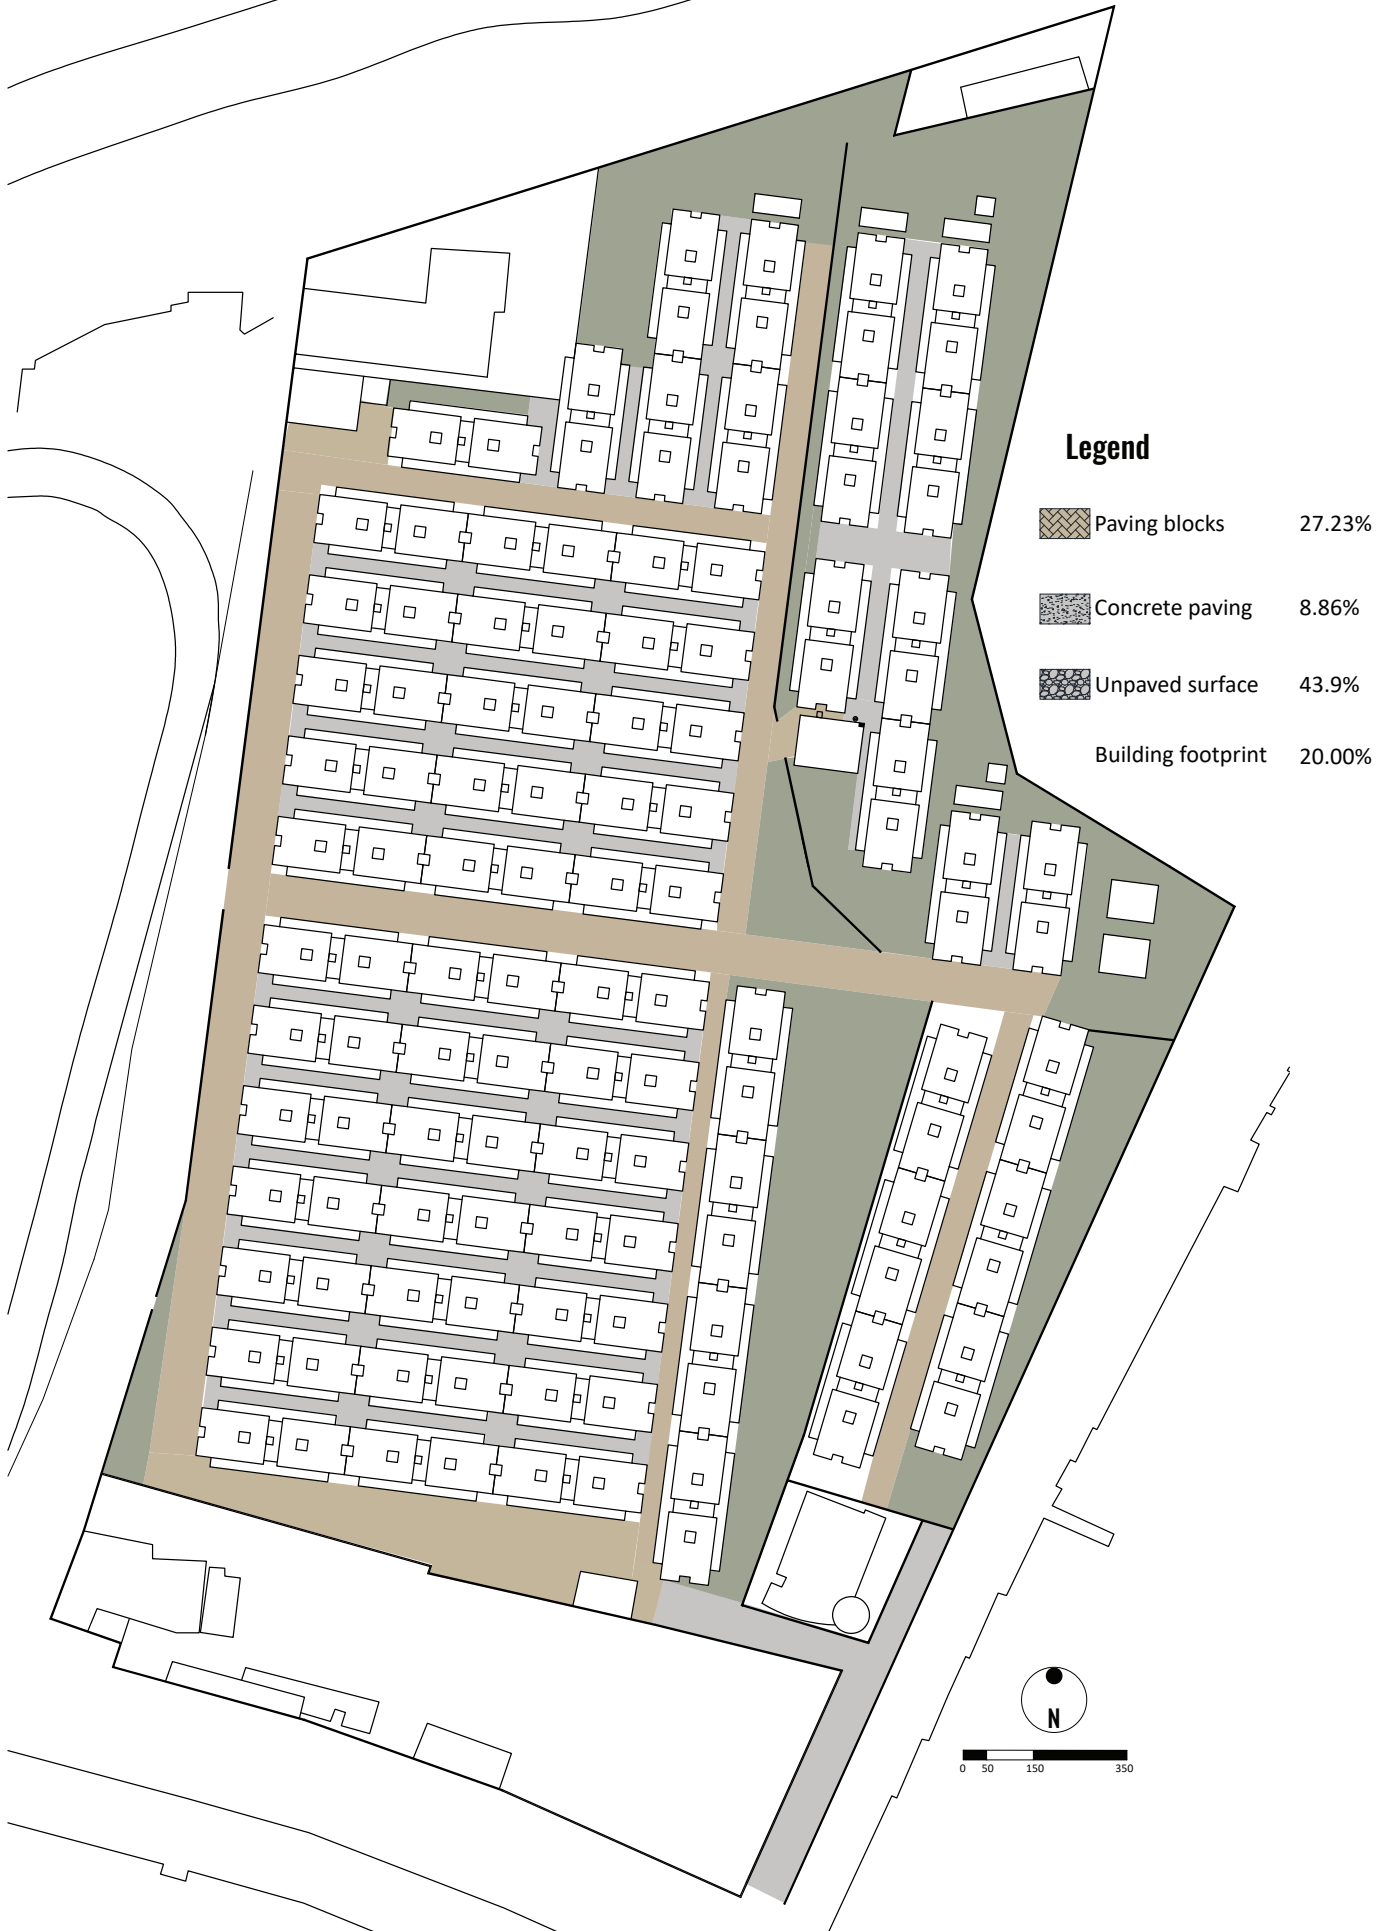 Legend
Paving blocks 27.23%
Concrete paving 8.86%
Unpaved surface 43.9%
Building footprint 20.00%
N
0 50 150 350